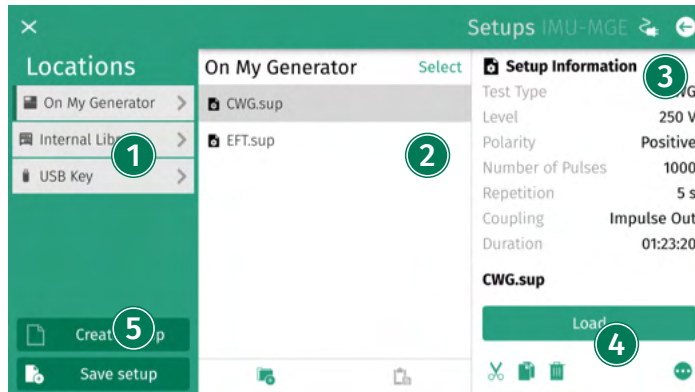 Setups IMU-MGE
Locations
On My Generator
Internal
USB Key
1
5
Save setup
On My Generator
Select
CWG.sup
EFT.sup
2
Setup Information
3
Test Type
Level 250 V
Polarity Positive
Number of Pulses 1000
Repetition 5 s
Coupling Impulse Out
Duration 01:23:20
CWG.sup
Load
4